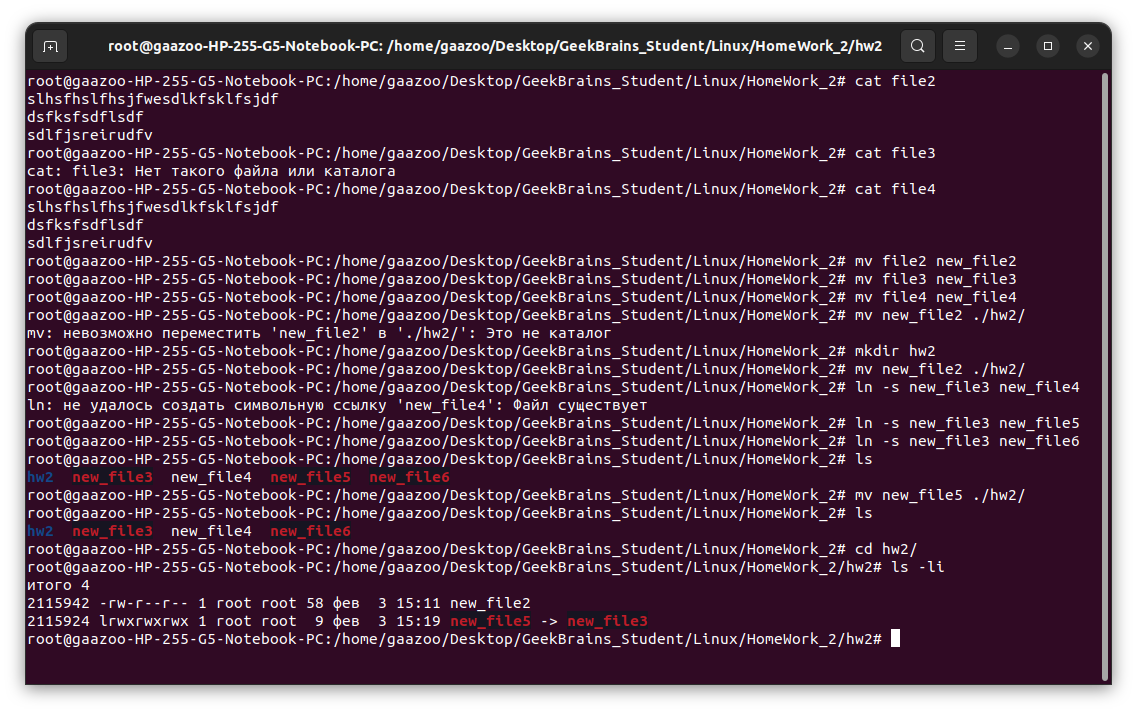 root@gaazoo-HP-255-G5-Notebook-PC: /home/gaazoo/Desktop/GeekBrains_Student/Linux/HomeWork_2/hw2
root@gaazoo-HP-255-G5-Notebook-PC:/home/gaazoo/Desktop/GeekBrains_Student/Linux/HomeWork_2# cat file2
slhsfhslfhsjfwesdlkfsklfsjdf
dsfksfsdflsdf
sdlfjsreirudfv
root@gaazoo-HP-255-G5-Notebook-PC:/home/gaazoo/Desktop/GeekBrains_Student/Linux/HomeWork_2# cat file3
cat: file3: Нет такого файла или каталога
root@gaazoo-HP-255-G5-Notebook-PC:/home/gaazoo/Desktop/GeekBrains_Student/Linux/HomeWork_2# cat file4
slhsfhslfhsjfwesdlkfsklfsjdf
dsfksfsdflsdf
sdlfjsreirudfv
root@gaazoo-HP-255-G5-Notebook-PC:/home/gaazoo/Desktop/GeekBrains_Student/Linux/HomeWork_2# mv file2 new_file2
root@gaazoo-HP-255-G5-Notebook-PC:/home/gaazoo/Desktop/GeekBrains_Student/Linux/HomeWork_2# mv file3 new_file3
root@gaazoo-HP-255-G5-Notebook-PC:/home/gaazoo/Desktop/GeekBrains_Student/Linux/HomeWork_2# mv file4 new_file4
root@gaazoo-HP-255-G5-Notebook-PC:/home/gaazoo/Desktop/GeekBrains_Student/Linux/HomeWork_2# mv new_file2 ./hw2/
mv: невозможно переместить 'new_file2' в './hw2/': Это не каталог
root@gaazoo-HP-255-G5-Notebook-PC:/home/gaazoo/Desktop/GeekBrains_Student/Linux/HomeWork_2# mkdir hw2
root@gaazoo-HP-255-G5-Notebook-PC:/home/gaazoo/Desktop/GeekBrains_Student/Linux/HomeWork_2# mv new_file2 ./hw2/
root@gaazoo-HP-255-G5-Notebook-PC:/home/gaazoo/Desktop/GeekBrains_Student/Linux/HomeWork_2# ln -s new_file3 new_file4
ln: не удалось создать символьную ссылку 'new_file4': Файл существует
root@gaazoo-HP-255-G5-Notebook-PC:/home/gaazoo/Desktop/GeekBrains_Student/Linux/HomeWork_2# ln -s new_file3 new_file5
root@gaazoo-HP-255-G5-Notebook-PC:/home/gaazoo/Desktop/GeekBrains_Student/Linux/HomeWork_2# ln -s new_file3 new_file6
root@gaazoo-HP-255-G5-Notebook-PC:/home/gaazoo/Desktop/GeekBrains_Student/Linux/HomeWork_2# ls
hw2  new_file3  new_file4  new_file5  new_file6
root@gaazoo-HP-255-G5-Notebook-PC:/home/gaazoo/Desktop/GeekBrains_Student/Linux/HomeWork_2# mv new_file5 ./hw2/
root@gaazoo-HP-255-G5-Notebook-PC:/home/gaazoo/Desktop/GeekBrains_Student/Linux/HomeWork_2# ls
hw2  new_file3  new_file4  new_file6
root@gaazoo-HP-255-G5-Notebook-PC:/home/gaazoo/Desktop/GeekBrains_Student/Linux/HomeWork_2# cd hw2/
root@gaazoo-HP-255-G5-Notebook-PC:/home/gaazoo/Desktop/GeekBrains_Student/Linux/HomeWork_2/hw2# ls -li
итого 4
2115942 -rw-r--r-- 1 root root 58 фев  3 15:11 new_file2
2115924 lrwxrwxrwx 1 root root  9 фев  3 15:19 new_file5 -> new_file3
root@gaazoo-HP-255-G5-Notebook-PC:/home/gaazoo/Desktop/GeekBrains_Student/Linux/HomeWork_2/hw2#